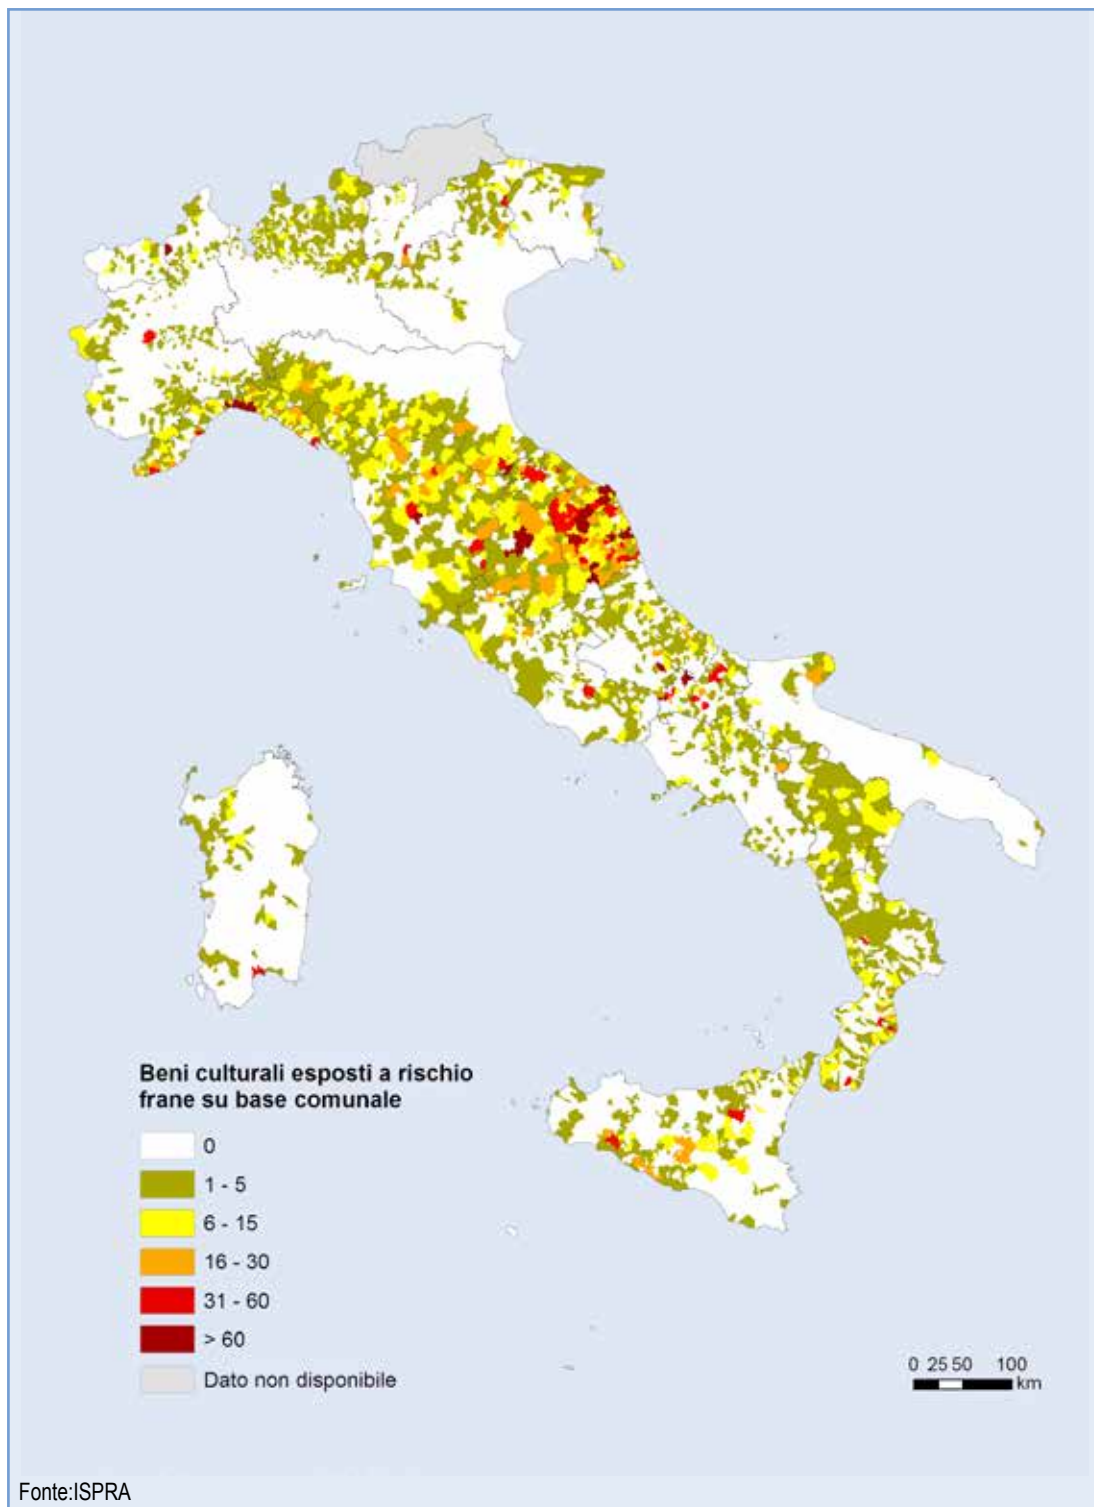 Beni culturali esposti a rischio
frane su base comunale
0
1 - 5
6 - 15
16 - 30
31 - 60
> 60
Dato non disponibile
0 25 50 100
km
Fonte:ISPRA